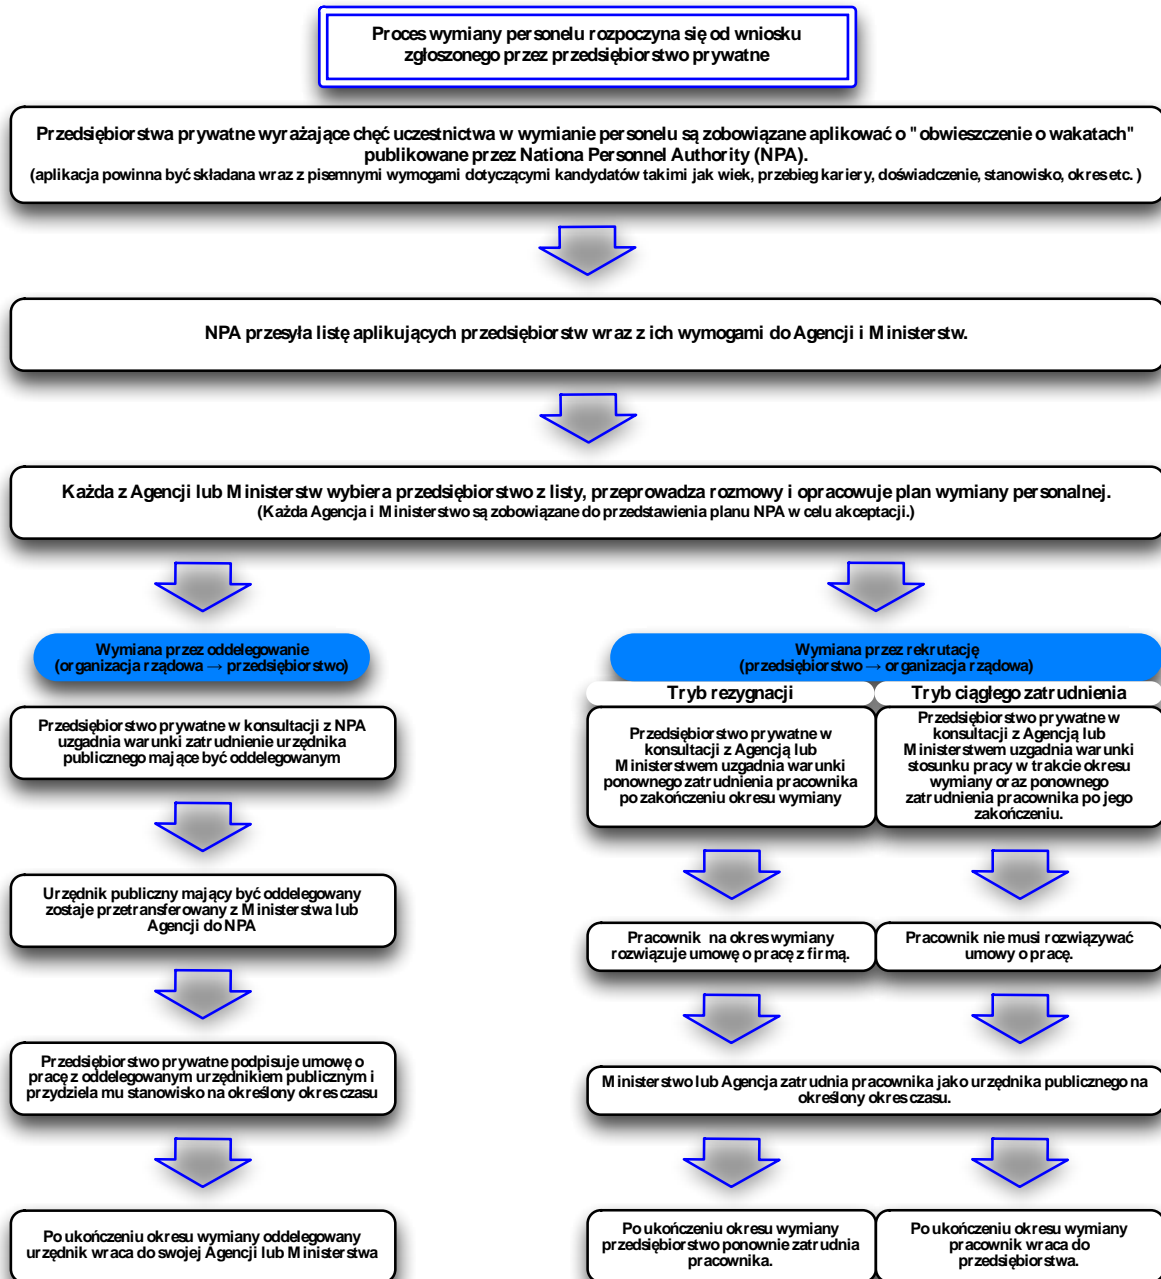 Proces wymiany personelu rozpoczyna się od wniosku
zgłoszonego przez przedsiębiorstwo prywatne
Przedsiębiorstwa prywatne wyrażające chęć uczestnictwa w wymianie personelu są zobowiązane aplikować o "obwieszczenie o wakatach"
publikowane przez Nationa Personnel Authority (NPA).
(aplikacja powinna być składana wraz z pisemnymi wymogami dotyczącymi kandydatów takimi jak wiek, przebieg kariery, doświadczenie, stanowisko, okres etc. )
NPA przesyła listę aplikujących przedsiębiorstw wraz z ich wymogami do Agencji i Ministerstw.
Każda z Agencji lub Ministerstw wybiera przedsiębiorstwo z listy, przeprowadza rozmowy i opracowuje plan wymiany personalnej.
(Każda Agencja i Ministerstwo są zobowiązane do przedstawienia planu NPA w celu akceptacji.)
Wymiana przez oddelegowanie
(organizacja rządowa → przedsiębiorstwo)
Przedsiębiorstwo prywatne w konsultacji z NPA
uzgadnia warunki zatrudnienie urzędnika
publicznego mające być oddelegowanym
Urzędnik publiczny mający być oddelegowany
zostaje przetransferowany z Ministerstwa lub
Agencji do NPA
Przedsiębiorstwo prywatne podpisuje umowę o
pracę z oddelegowanym urzędnikiem publicznym i
przydziela mu stanowisko na określony okres czasu
Po ukończeniu okresu wymiany oddelegowany
urzędnik wraca do swojej Agencji lub Ministerstwa
Wymiana przez rekrutację
(przedsiębiorstwo → organizacja rządowa)
Tryb rezygnacji
Przedsiębiorstwo prywatne w
konsultacji z Agencją lub
Ministerstwem uzgadnia warunki
ponownego zatrudnienia pracownika
po zakończeniu okresu wymiany
Pracownik na okres wymiany
rozwiązuje umowę o pracę z firmą.
Tryb ciągłego zatrudnienia
Przedsiębiorstwo prywatne w
konsultacji z Agencją lub
Ministerstwem uzgadnia warunki
stosunku pracy w trakcie okresu
wymiany oraz ponownego
zatrudnienia pracownika po jego
zakończeniu.
Pracownik nie musi rozwiązywać
umowy o pracę.
Ministerstwo lub Agencja zatrudnia pracownika jako urzędnika publicznego na
określony okres czasu.
Po ukończeniu okresu wymiany
przedsiębiorstwo ponownie zatrudnia
pracownika.
Po ukończeniu okresu wymiany
pracownik wraca do
przedsiębiorstwa.